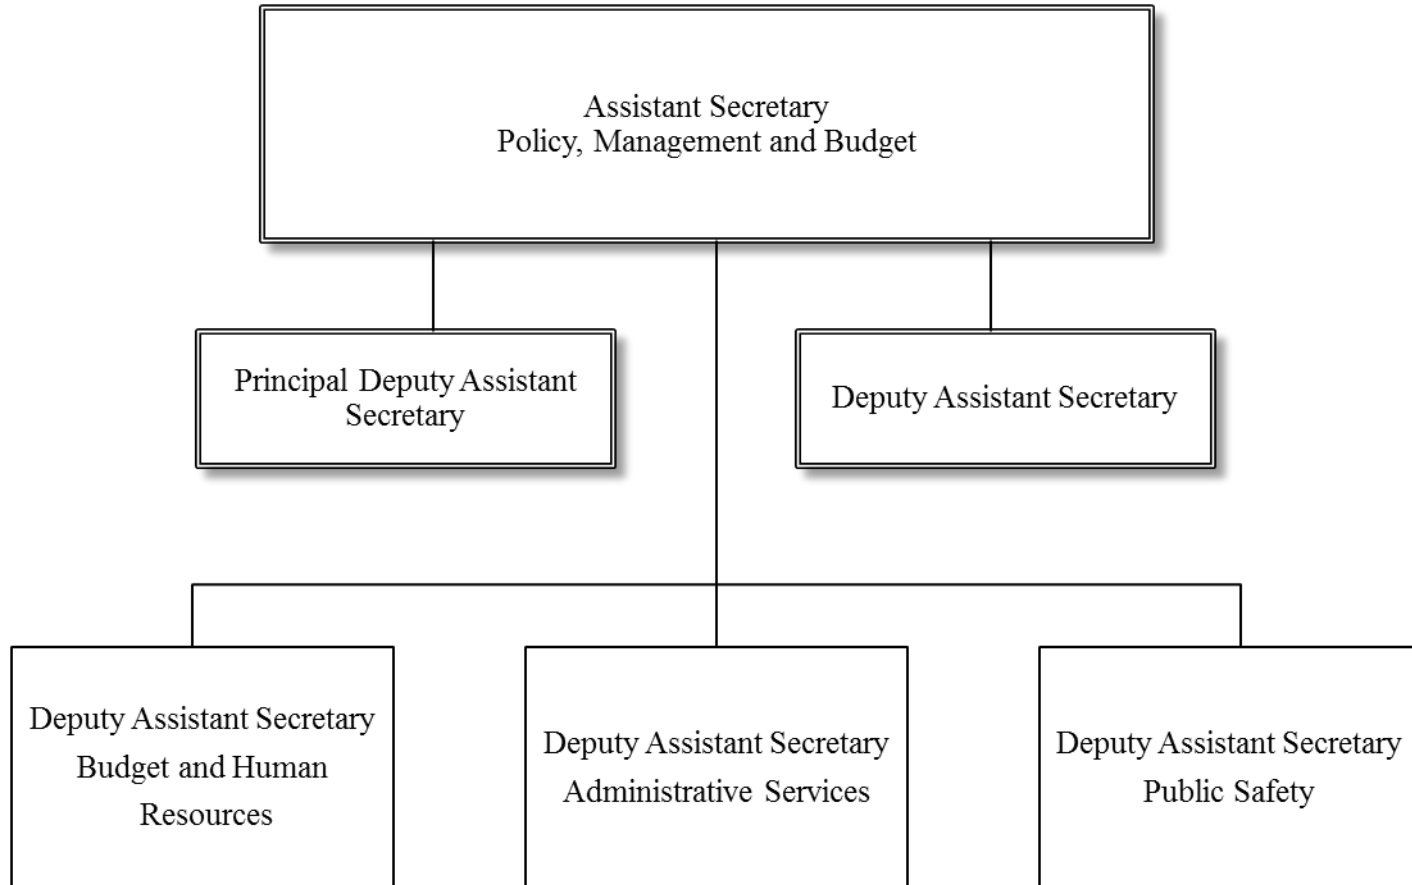 Assistant Secretary
Policy, Management and Budget
Principal Deputy Assistant
Secretary
Deputy Assistant Secretary
Deputy Assistant Secretary
Budget and Human
Resources
Deputy Assistant Secretary
Administrative Services
Deputy Assistant Secretary
Public Safety